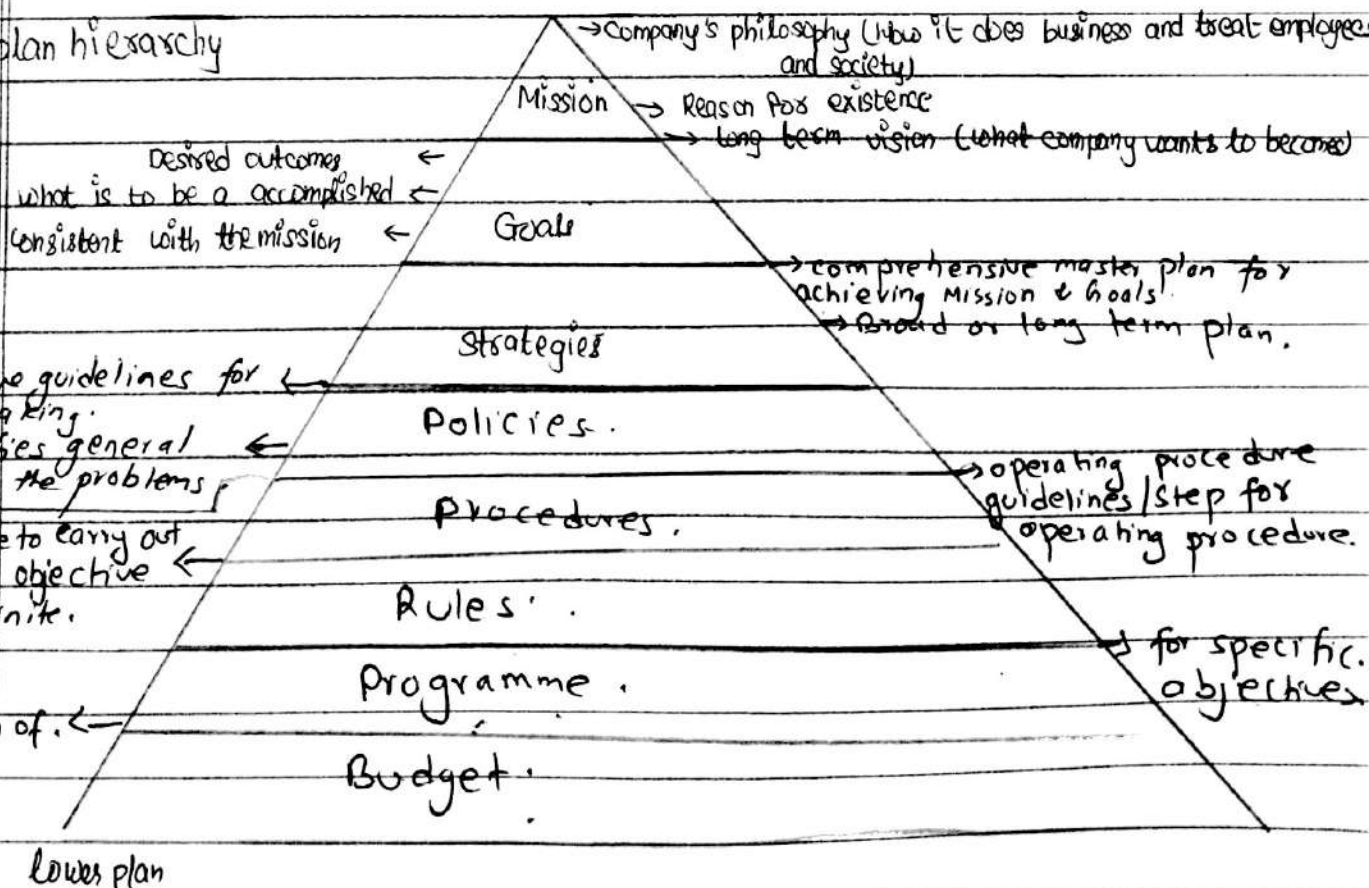 plan hierarchy
→ Company's philosophy (how it does business and treat employees
and society)
Mission → Reason for existence
→ long term vision (what company wants to become)
Desired outcomes ←
what is to be a accomplished ←
consistent with the mission ←
Goals
→ comprehensive master plan for
achieving Mission & Goals.
→ Broad or long term plan.
Strategies
guidelines for ←
Policies.
general ←
the problems
→ operating procedure
guidelines / Step for
operating procedure.
Procedures.
to carry out
objective ←
Rules.
→ for specific.
objectives
Programme.
of. ←
Budget.
lower plan